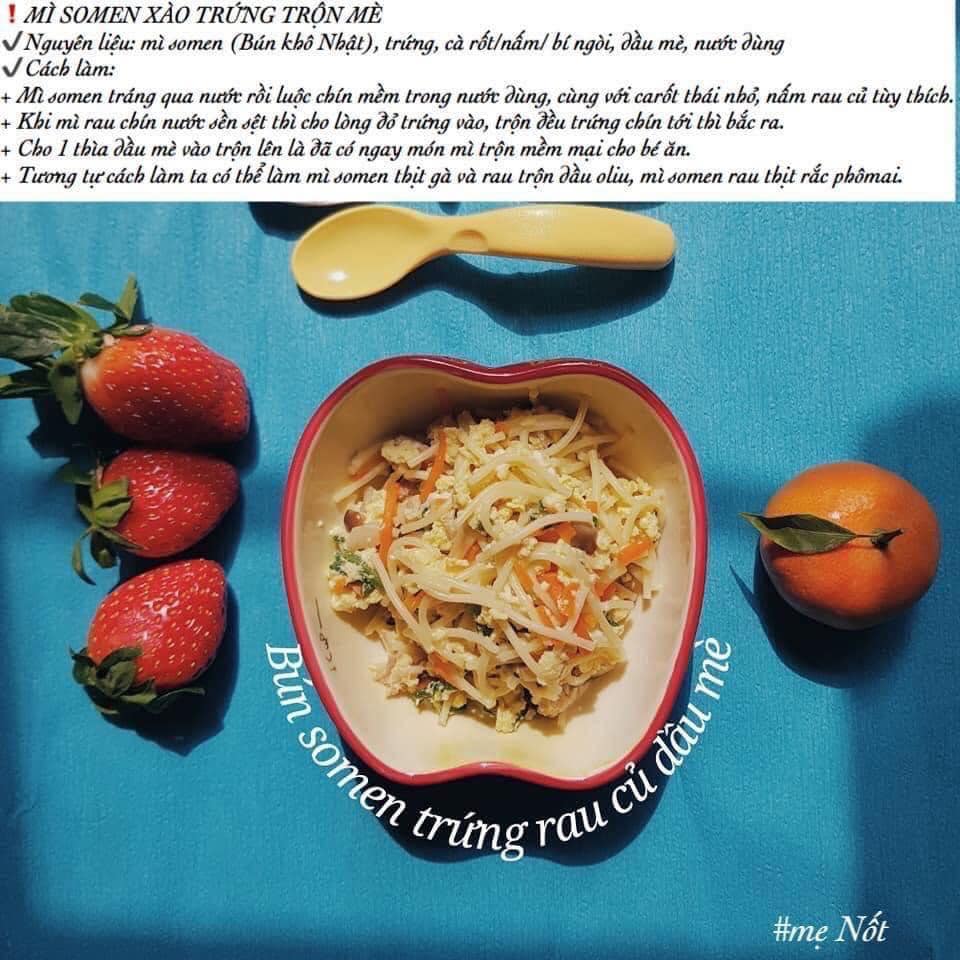 ❗MÌ SOMEN XÀO TRỨNG TRỘN MÈ
✔Nguyên liệu: mì somen (Bún khô Nhật), trứng, cà rốt/nấm/ bí ngòi, dầu mè, nước dùng
✔Cách làm:
+ Mì somen tráng qua nước rồi luộc chín mềm trong nước dùng, cùng với carốt thái nhỏ, nấm rau củ tùy thích.
+ Khi mì rau chín nước sền sệt thì cho lòng đỏ trứng vào, trộn đều trứng chín tới thì bắc ra.
+ Cho 1 thìa dầu mè vào trộn lên là đã có ngay món mì trộn mềm mại cho bé ăn.
+ Tương tự cách làm ta có thể làm mì somen thịt gà và rau trộn dầu oliu, mì somen rau thịt rắc phômai.
Bún somen trứng rau củ dầu mè
#mẹ Nốt